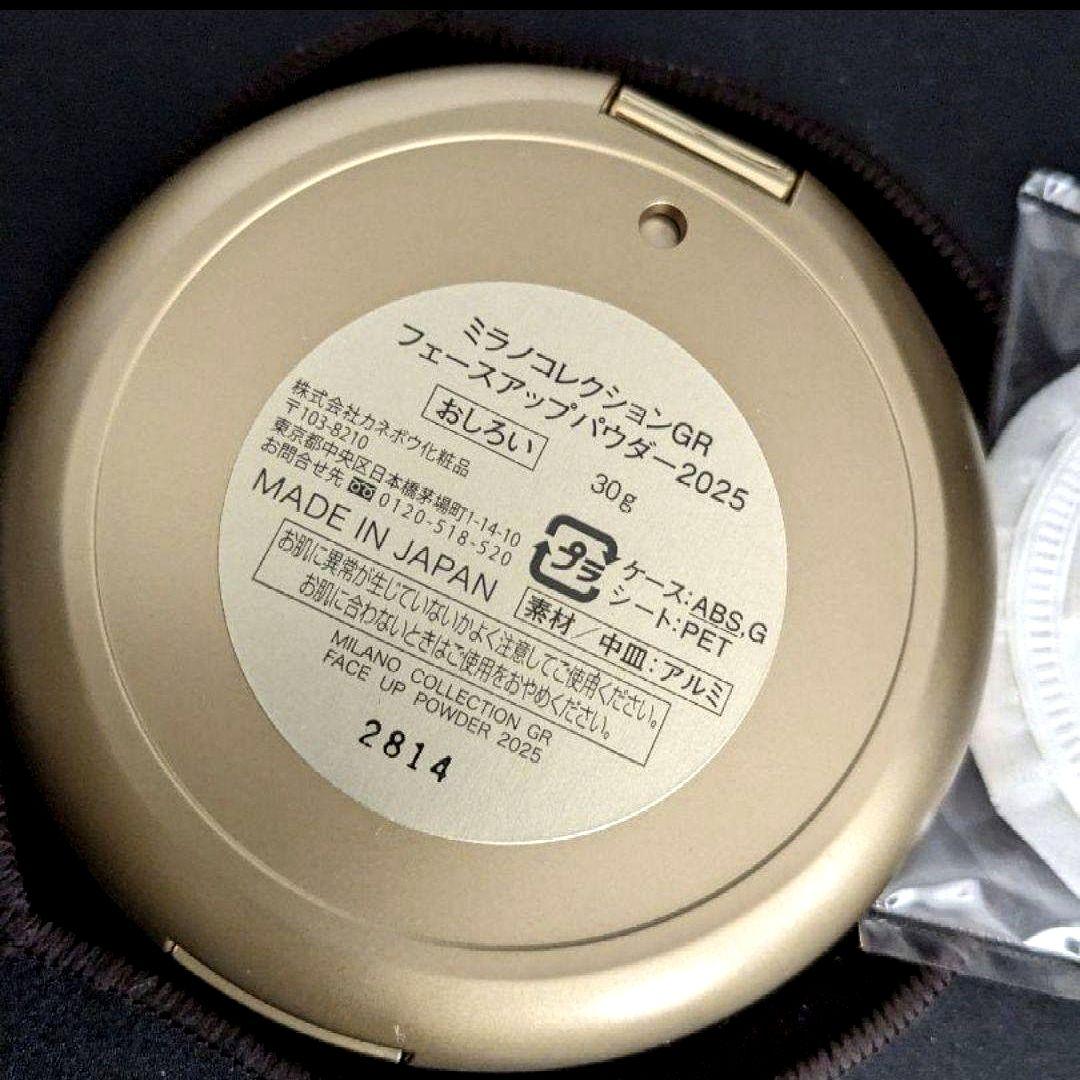 ミラノコレクションGR
フェースアップパウダー2025
おしろい
30g
株式会社カネボウ化粧品
〒103-8210
東京都中央区日本橋茅場町1-14-10
お問合せ先 0120-518-520
MADE IN JAPAN
プラ
ケース:ABS,G
シート:PET
素材/中皿:アルミ
お肌に異常が生じていないかよく注意してご使用ください。
お肌に合わないときはご使用をおやめください。
MILANO COLLECTION GR
FACE UP POWDER 2025
2814